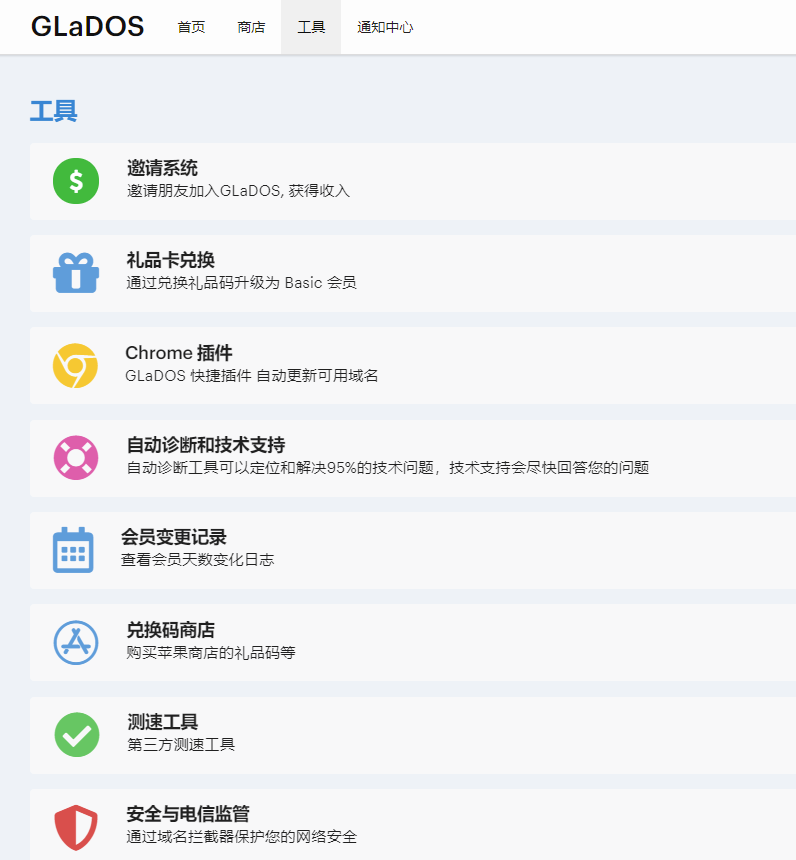 GLaDOS 首页 商店 工具 通知中心
工具
邀请系统
邀请朋友加入GLaDOS, 获得收入
礼品卡兑换
通过兑换礼品码升级为 Basic 会员
Chrome 插件
GLaDOS 快捷插件 自动更新可用域名
自动诊断和技术支持
自动诊断工具可以定位和解决95%的技术问题，技术支持会尽快回答您的问题
会员变更记录
查看会员天数变化日志
兑换码商店
购买苹果商店的礼品码等
测速工具
第三方测速工具
安全与电信监管
通过域名拦截器保护您的网络安全